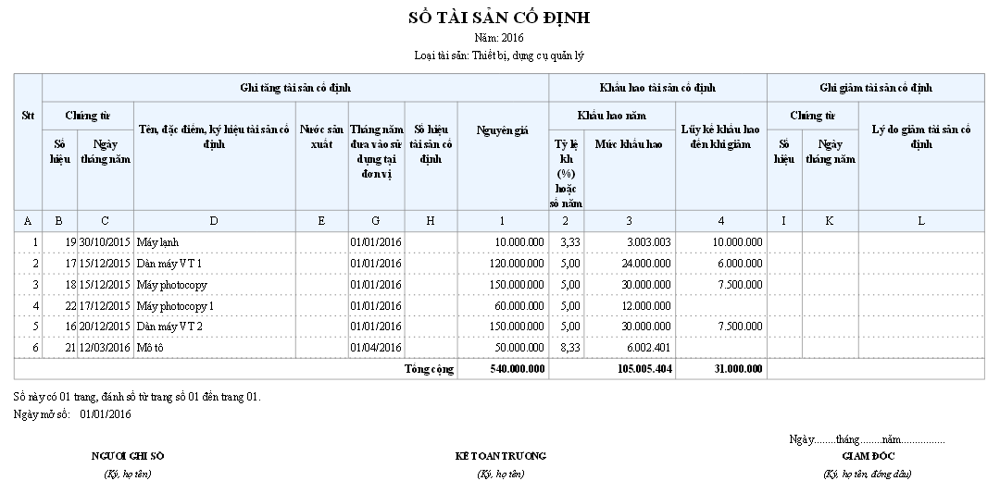 SỔ TÀI SẢN CỐ ĐỊNH
Năm: 2016
Loại tài sản: Thiết bị, dụng cụ quản lý
Stt Ghi tăng tài sản cố định Khấu hao tài sản cố định Ghi giảm tài sản cố định
Chứng từ Tên, đặc điểm, ký hiệu tài sản cố định Nước sản xuất Tháng năm đưa vào sử dụng tại đơn vị Số hiệu tài sản cố định Nguyên giá Khấu hao năm Lũy kế khấu hao đến khi giảm Chứng từ Lý do giảm tài sản cố định
Số hiệu Ngày tháng năm Tỷ lệ kh (%) hoặc số năm Mức khấu hao Số hiệu Ngày tháng năm
A B C D E G H 1 2 3 4 I K L
1 19 30/10/2015 Máy lạnh 01/01/2016 10.000.000 3,33 3.003.003 10.000.000
2 17 15/12/2015 Dàn máy VT 1 01/01/2016 120.000.000 5,00 24.000.000 6.000.000
3 18 15/12/2015 Máy photocopy 01/01/2016 150.000.000 5,00 30.000.000 7.500.000
4 22 17/12/2015 Máy photocopy 1 01/01/2016 60.000.000 5,00 12.000.000
5 16 20/12/2015 Dàn máy VT 2 01/01/2016 150.000.000 5,00 30.000.000 7.500.000
6 21 12/03/2016 Mô tô 01/04/2016 50.000.000 8,33 6.002.401
Tổng cộng 540.000.000 105.005.404 31.000.000
Sổ này có 01 trang, đánh số từ trang số 01 đến trang 01.
Ngày mở sổ: 01/01/2016
Ngày........tháng........năm................
NGƯỜI GHI SỔ KẾ TOÁN TRƯỞNG GIÁM ĐỐC
(Ký, họ tên) (Ký, họ tên) (Ký, họ tên, đóng dấu)